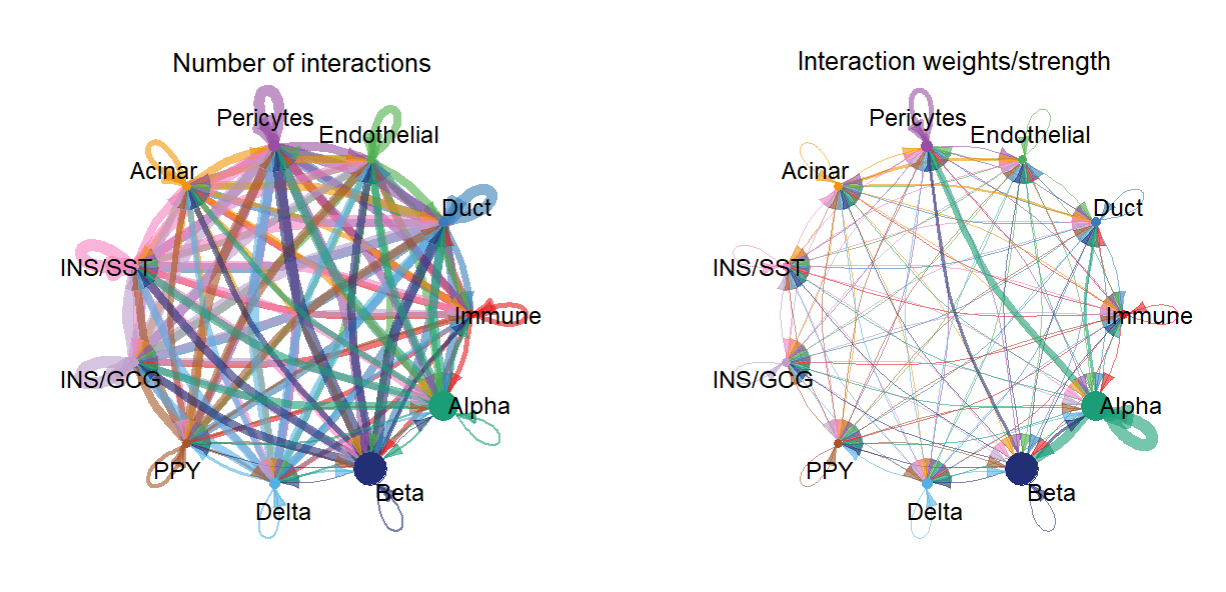 Number of interactions
Pericytes
Endothelial
Acinar
Duct
INS/SST
Immune
INS/GCG
Alpha
PPY
Beta
Delta
Interaction weights/strength
Pericytes
Endothelial
Acinar
Duct
INS/SST
Immune
INS/GCG
Alpha
PPY
Beta
Delta